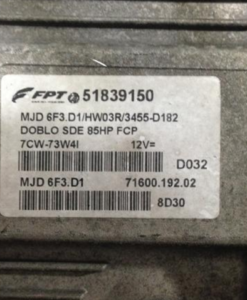 FPT 51839150
MJD 6F3.D1/HW03R/3455-D182
DOBLO SDE 85HP FCP
7CW-73W4I 12V=
D032
MJD 6F3.D1 71600.192.02
8D30